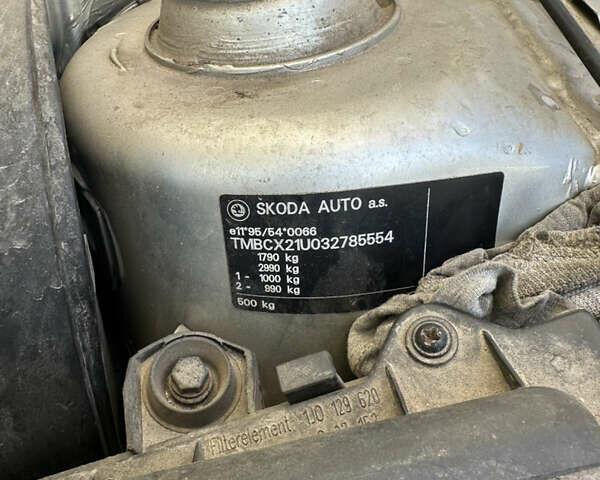 ŠKODA AUTO a.s.
e11*95/54*0066
TMBCX21U032785554
1790 kg
2990 kg
1 - 1000 kg
2 - 890 kg
500 kg
Filterelement: 1J0 129 620